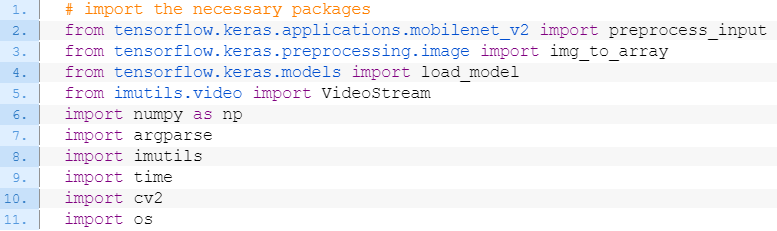 1. # import the necessary packages
2. from tensorflow.keras.applications.mobilenet_v2 import preprocess_input
3. from tensorflow.keras.preprocessing.image import img_to_array
4. from tensorflow.keras.models import load_model
5. from imutils.video import VideoStream
6. import numpy as np
7. import argparse
8. import imutils
9. import time
10. import cv2
11. import os